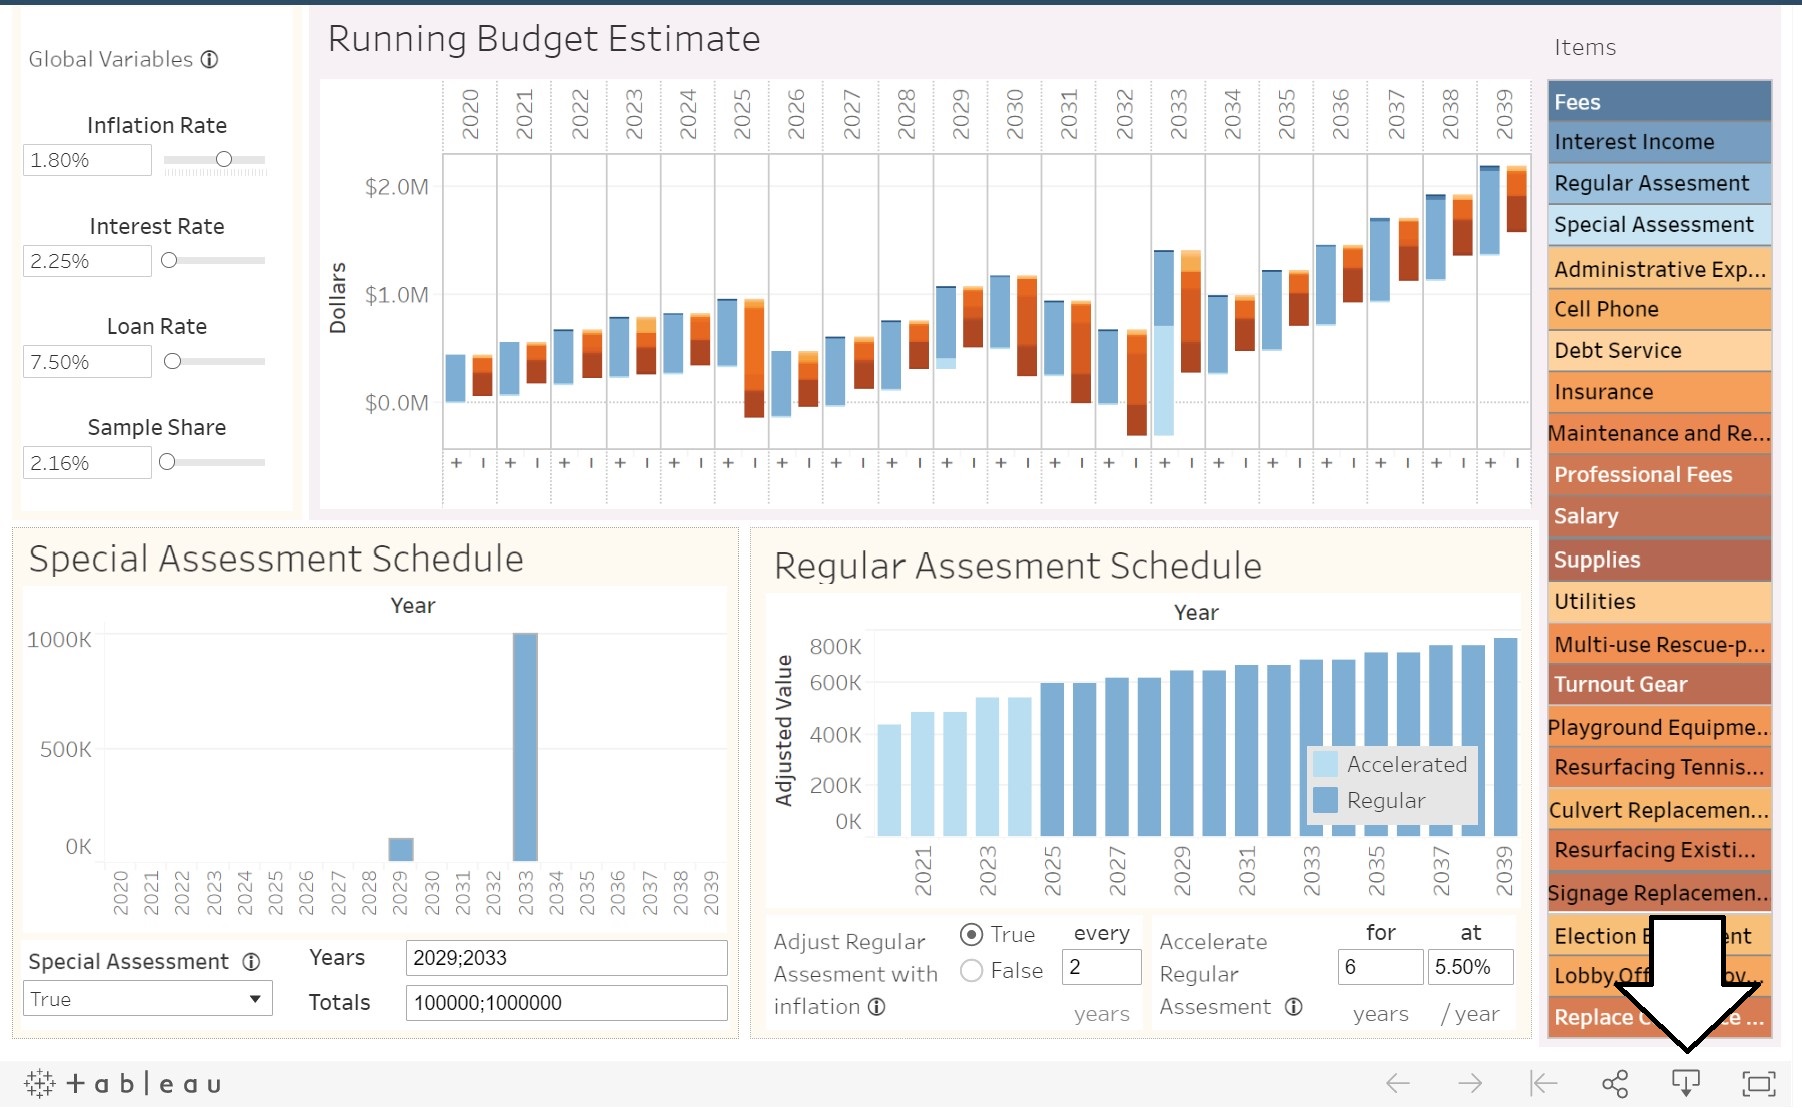 Global Variables
Inflation Rate
1.80%
Interest Rate
2.25%
Loan Rate
7.50%
Sample Share
2.16%
Running Budget Estimate
2020 2021 2022 2023 2024 2025 2026 2027 2028 2029 2030 2031 2032 2033 2034 2035 2036 2037 2038 2039
Dollars
$2.0M
$1.0M
$0.0M
+ I + I + I + I + I + I + I + I + I + I + I + I + I + I + I + I + I + I + I + I
Items
Fees
Interest Income
Regular Assesment
Special Assessment
Administrative Exp...
Cell Phone
Debt Service
Insurance
Maintenance and Re...
Professional Fees
Salary
Supplies
Utilities
Multi-use Rescue-p...
Turnout Gear
Playground Equipme...
Resurfacing Tennis...
Culvert Replacemen...
Resurfacing Existi...
Signage Replacemen...
Election
Lobby
Replace
Special Assessment Schedule
Year
1000K
500K
0K
2020 2021 2022 2023 2024 2025 2026 2027 2028 2029 2030 2031 2032 2033 2034 2035 2036 2037 2038 2039
Special Assessment
True
Years
2029;2033
Totals
100000;1000000
Regular Assesment Schedule
Year
Adjusted Value
800K
600K
400K
200K
0K
Accelerated
Regular
2021 2023 2025 2027 2029 2031 2033 2035 2037 2039
Adjust Regular
Assesment with
inflation
True
False
every
2
years
Accelerate
Regular
Assesment
for
6
years
at
5.50%
/ year
+ a b | e a u